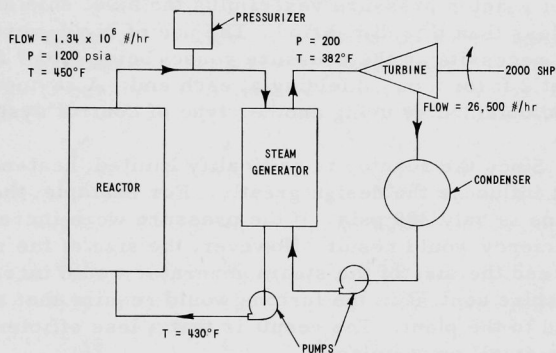 PRESSURIZER
FLOW = 1.34 x 10⁶ #/hr.
P = 1200 psia
T = 450°F
P = 200
T = 382°F
TURBINE
2000 SHP
FLOW = 26,500 #/hr
REACTOR
STEAM
GENERATOR
CONDENSER
PUMPS
T = 430°F